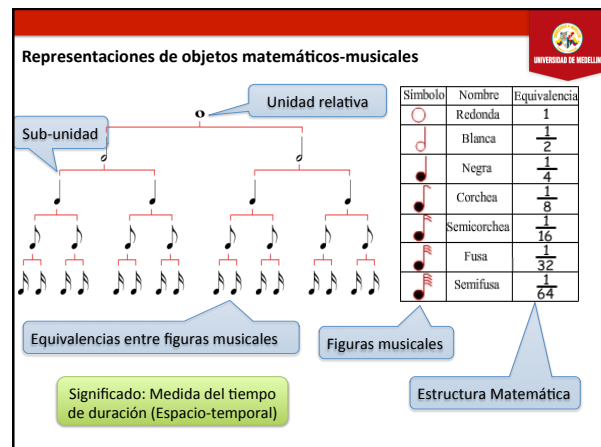 Representaciones de objetos matemáticos-musicales
UNIVERSIDAD DE MEDELLIN
Unidad relativa
Sub-unidad
Símbolo Nombre Equivalencia
Redonda 1
Blanca 1/2
Negra 1/4
Corchea 1/8
Semicorchea 1/16
Fusa 1/32
Semifusa 1/64
Equivalencias entre figuras musicales
Figuras musicales
Estructura Matemática
Significado: Medida del tiempo
de duración (Espacio-temporal)